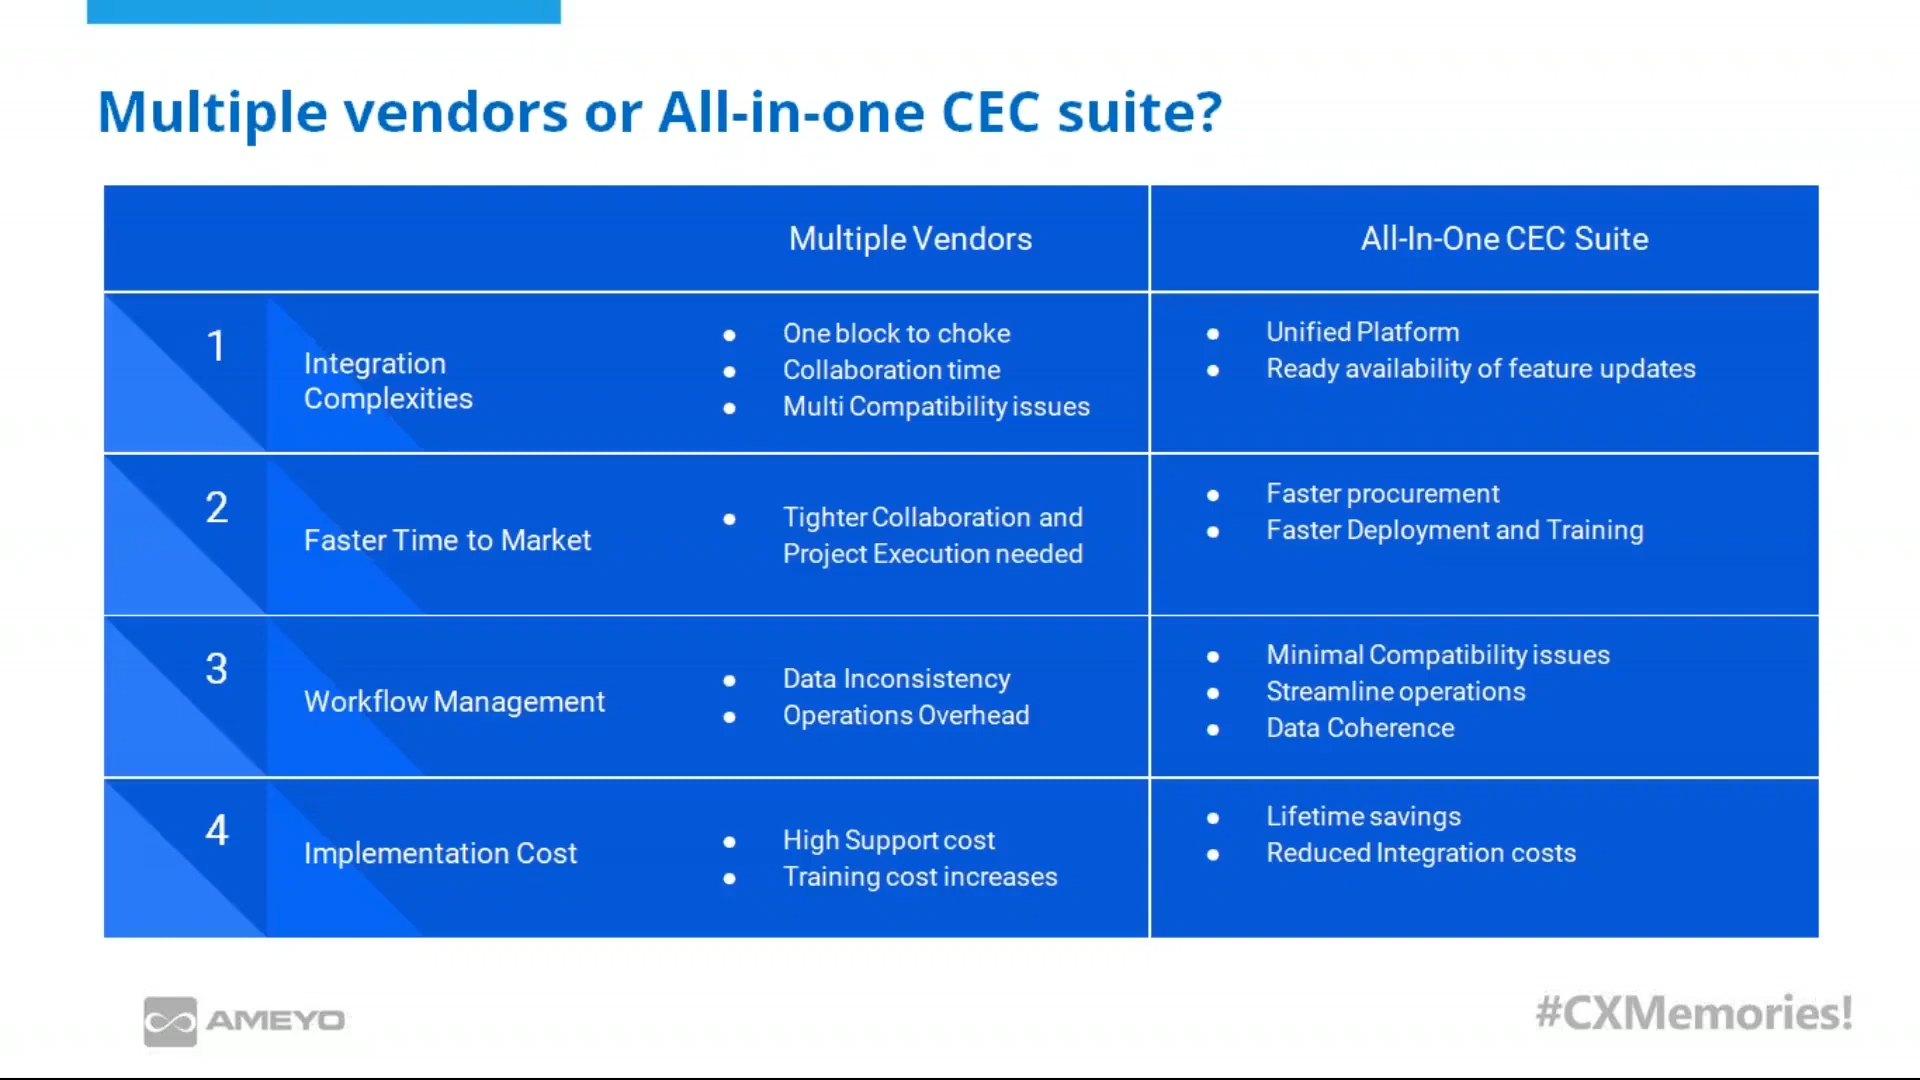 Multiple vendors or All-in-one CEC suite?
Multiple Vendors
All-In-One CEC Suite
1
Integration
Complexities
One block to choke
Collaboration time
Multi Compatibility issues
Unified Platform
Ready availability of feature updates
2
Faster Time to Market
Tighter Collaboration and
Project Execution needed
Faster procurement
Faster Deployment and Training
3
Workflow Management
Data Inconsistency
Operations Overhead
Minimal Compatibility issues
Streamline operations
Data Coherence
4
Implementation Cost
High Support cost
Training cost increases
Lifetime savings
Reduced Integration costs
AMEYO
#CXMemories!